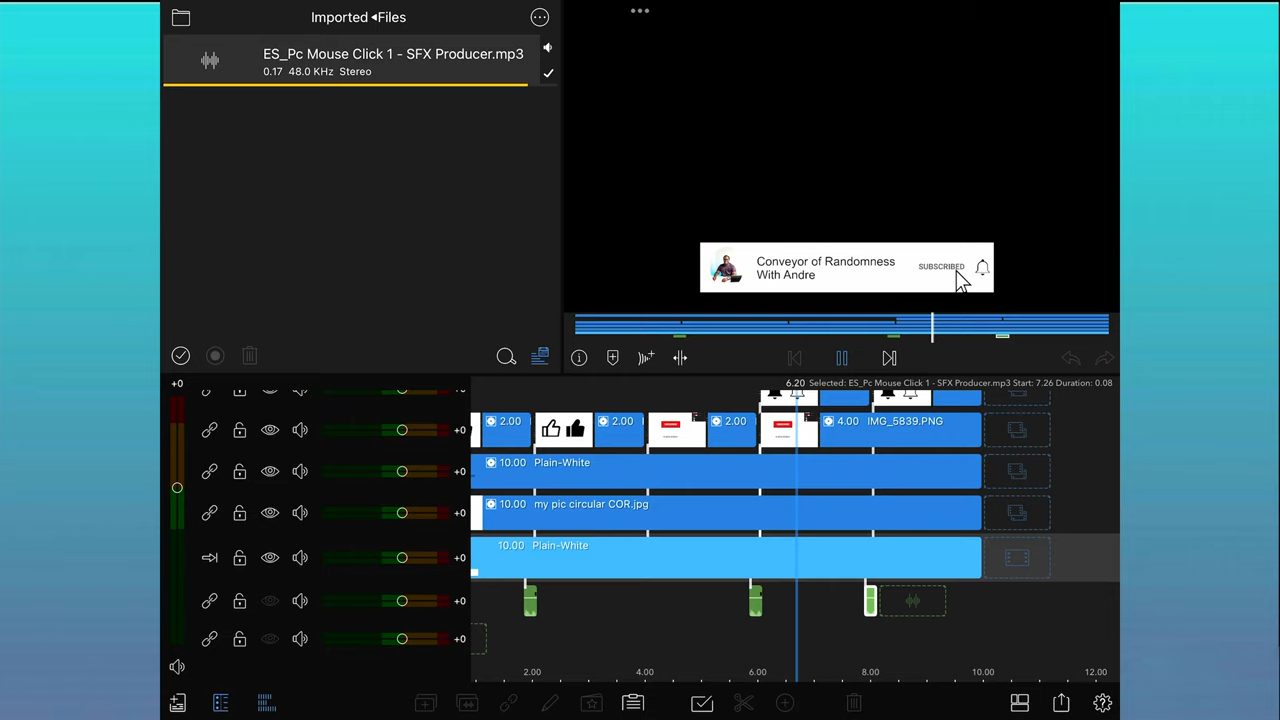 Imported ◂Files
ES_Pc Mouse Click 1 - SFX Producer.mp3
0.17 48.0 KHz Stereo
Conveyor of Randomness
With Andre
SUBSCRIBED
+0
6.20 Selected: ES_Pc Mouse Click 1 - SFX Producer.mp3 Start: 7.26 Duration: 0.08
+0
+0 2.00 2.00 2.00 4.00 IMG_5839.PNG
+0 10.00 Plain-White
+0 10.00 my pic circular COR.jpg
+0 10.00 Plain-White
+0
+0
2.00 4.00 6.00 8.00 10.00 12.00